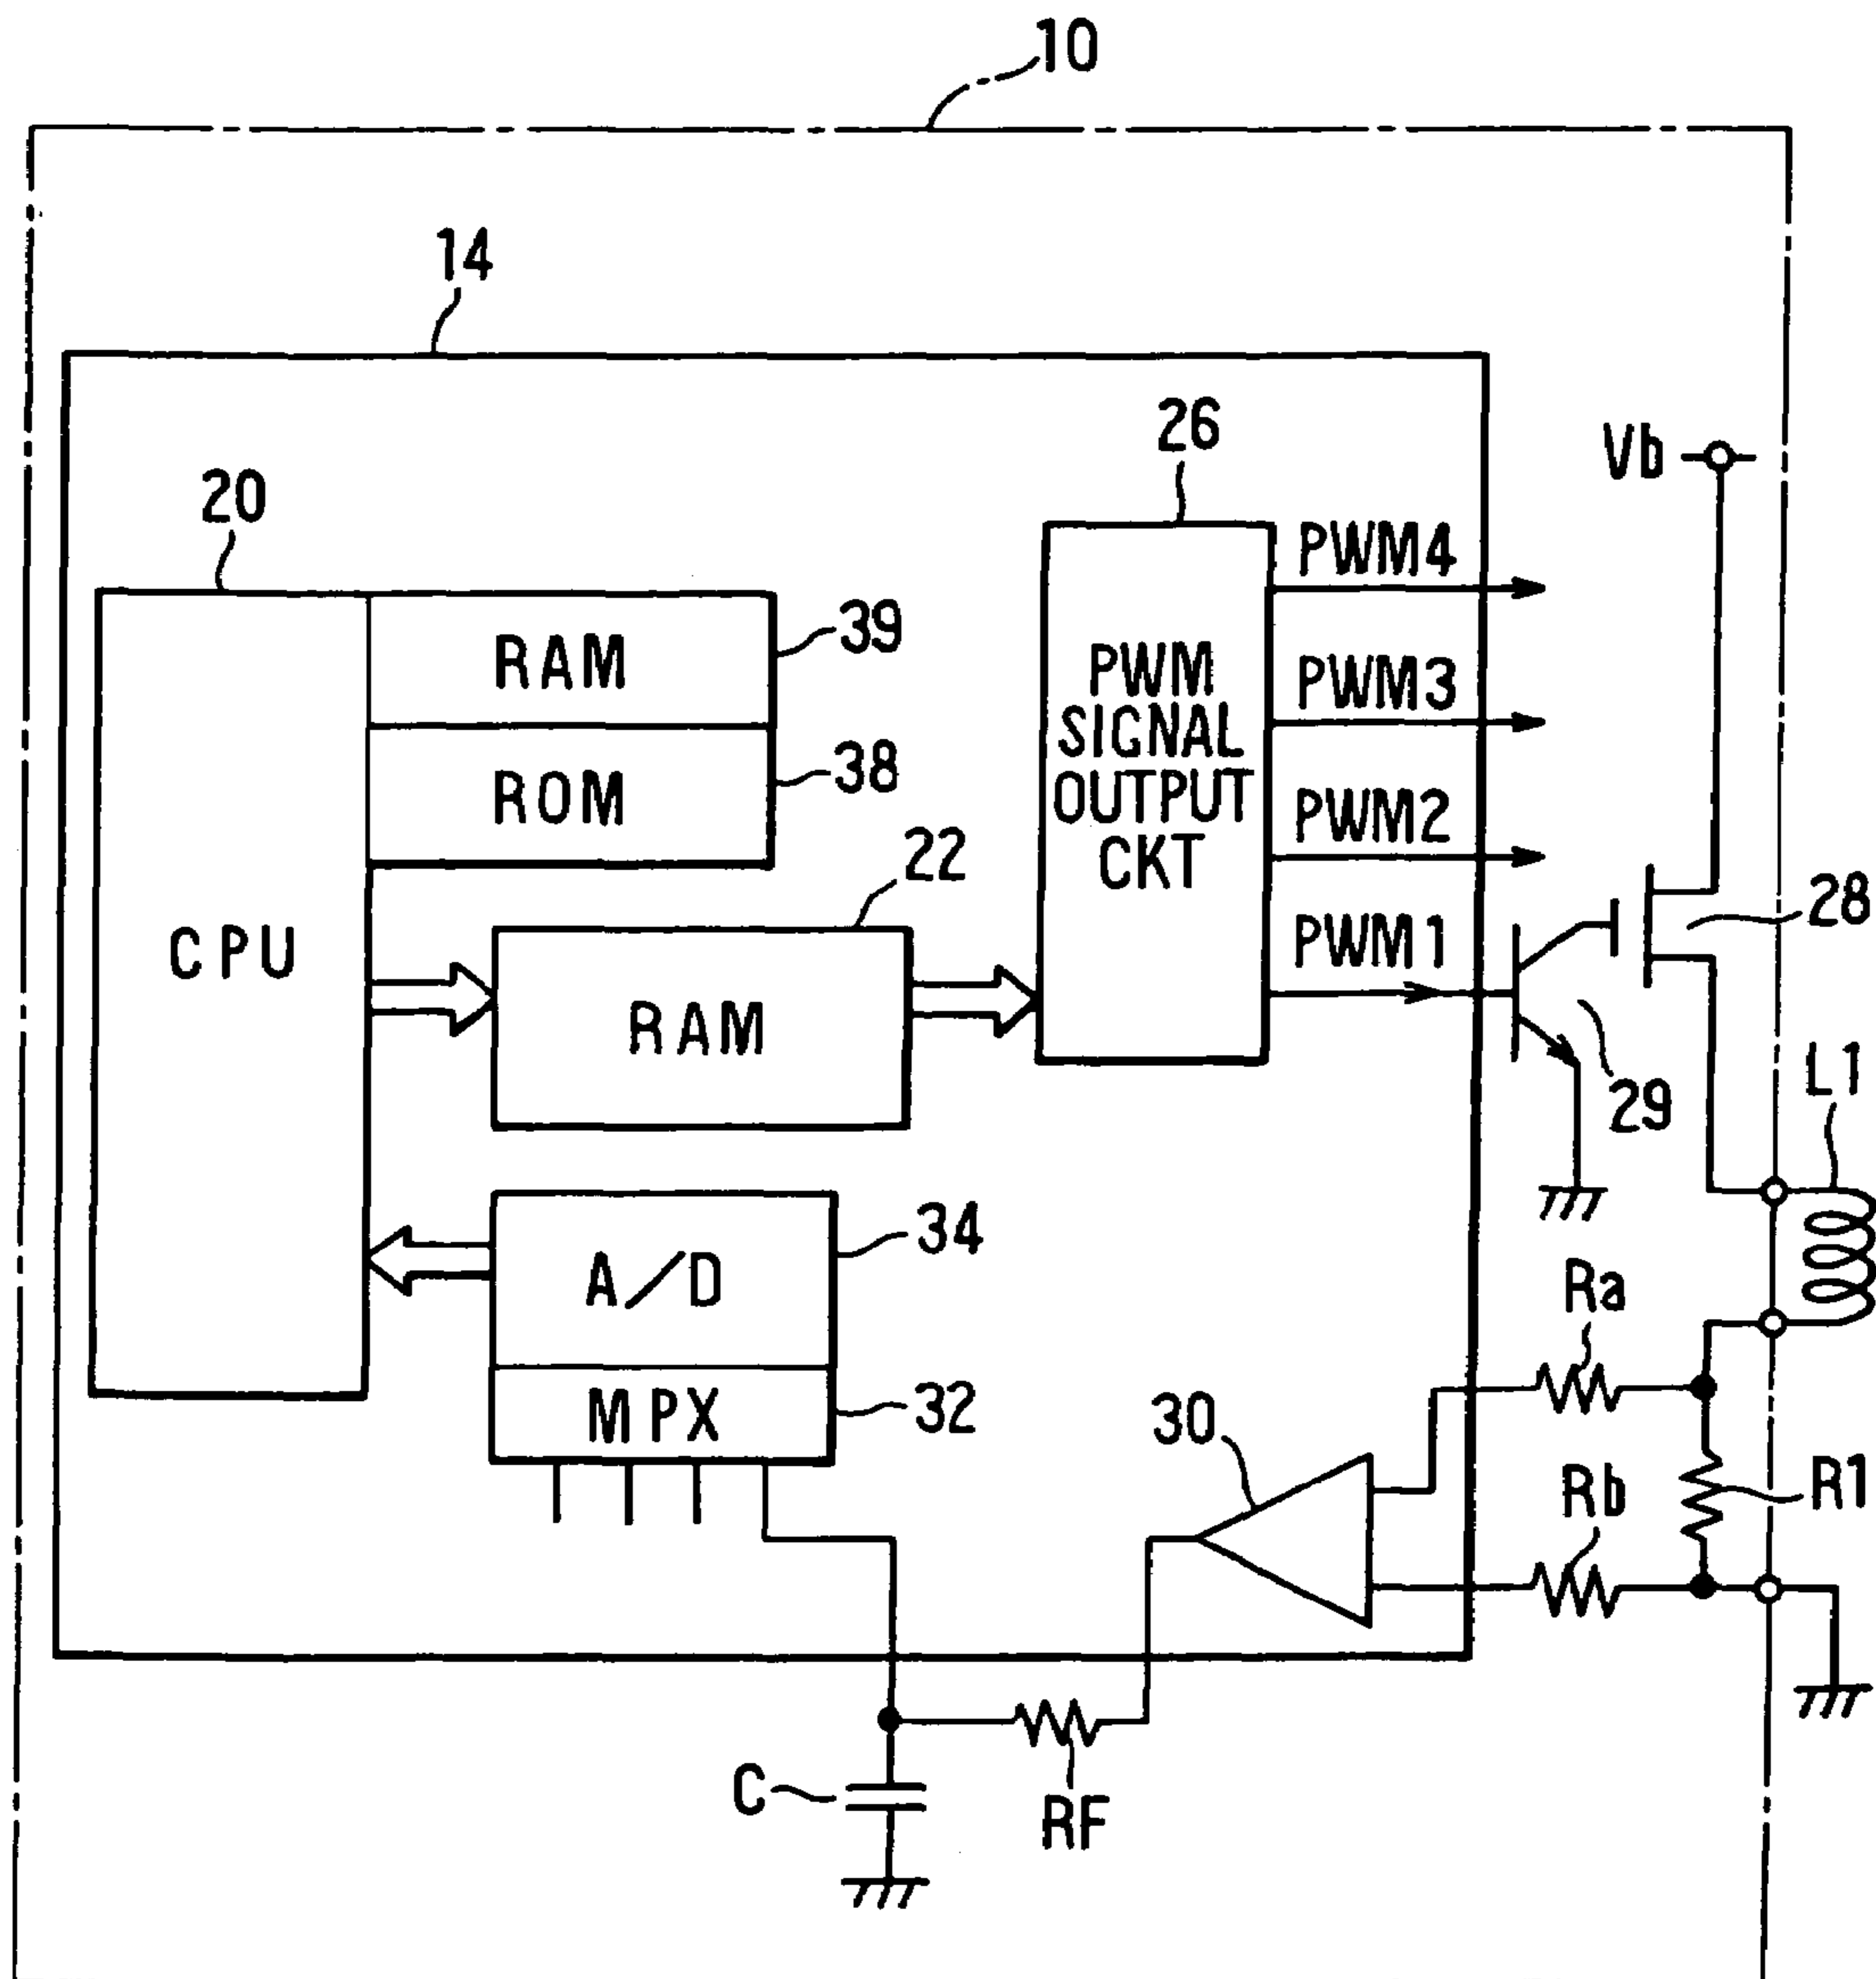 10
14
26
Vb
20
PWM4
39
RAM
PWM
SIGNAL
OUTPUT
CKT
PWM3
38
ROM
PWM2
22
28
CPU
PWM1
RAM
L1
29
34
A/D
Ra
32
MPX
30
Rb
R1
C
RF